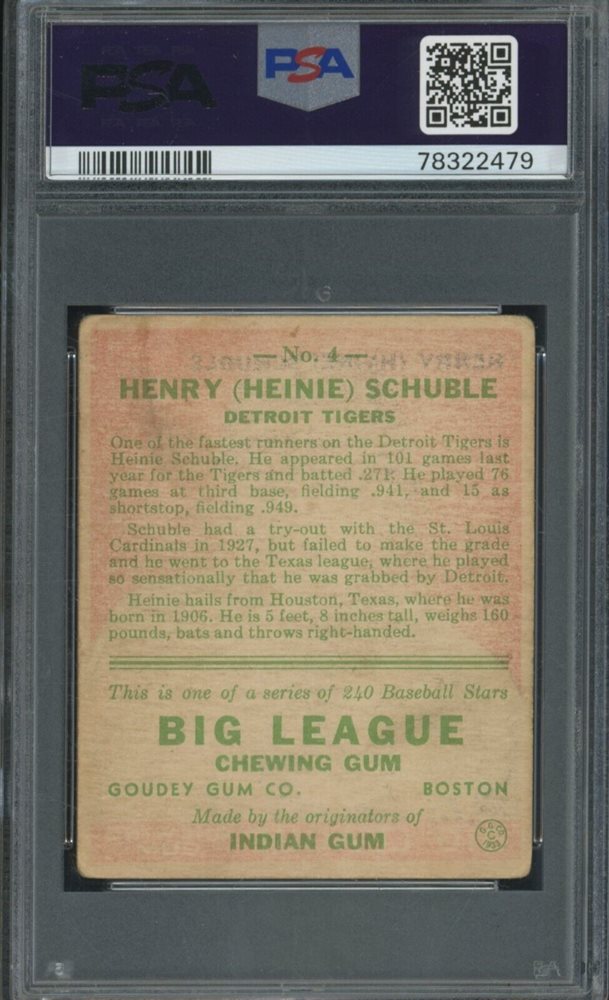 PSA
PSA
78322479
— No. 4 —
HENRY (HEINIE) SCHUBLE
DETROIT TIGERS
One of the fastest runners on the Detroit Tigers is
Heinie Schuble. He appeared in 101 games last
year for the Tigers and batted .271. He played 76
games at third base, fielding .941, and 15 as
shortstop, fielding .949.
Schuble had a try-out with the St. Louis
Cardinals in 1927, but failed to make the grade
and he went to the Texas league, where he played
so sensationally that he was grabbed by Detroit.
Heinie hails from Houston, Texas, where he was
born in 1906. He is 5 feet, 8 inches tall, weighs 160
pounds, bats and throws right-handed.
This is one of a series of 240 Baseball Stars
BIG LEAGUE
CHEWING GUM
GOUDEY GUM CO. BOSTON
Made by the originators of
INDIAN GUM
G. G. CO.
C
1933